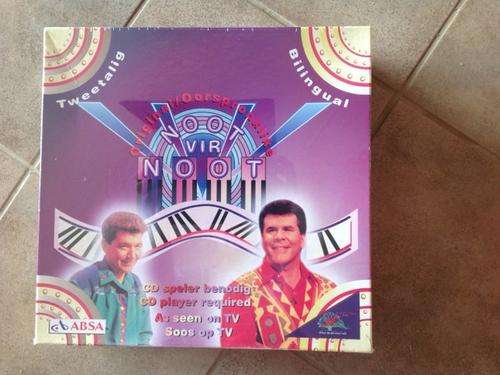 Tweetalig
Bilingual
NOOT
VIR
NOOT
CD speler benodig
CD player required
As seen on TV
Soos op TV
ABSA